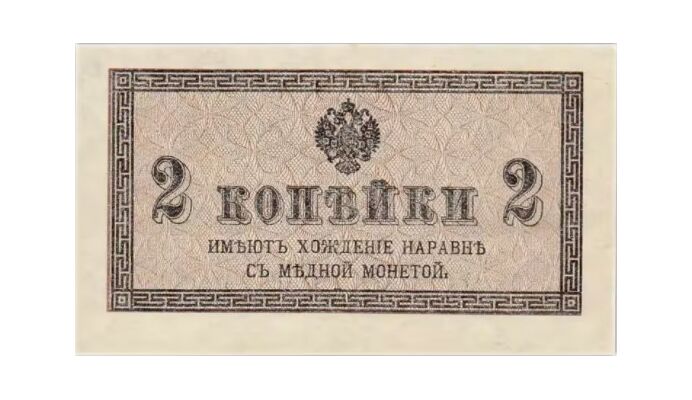 2 КОПѢЙКИ 2
ИМѢЮТЪ ХОЖДЕНІЕ НАРАВНѢ
СЪ МѢДНОЙ МОНЕТОЙ.